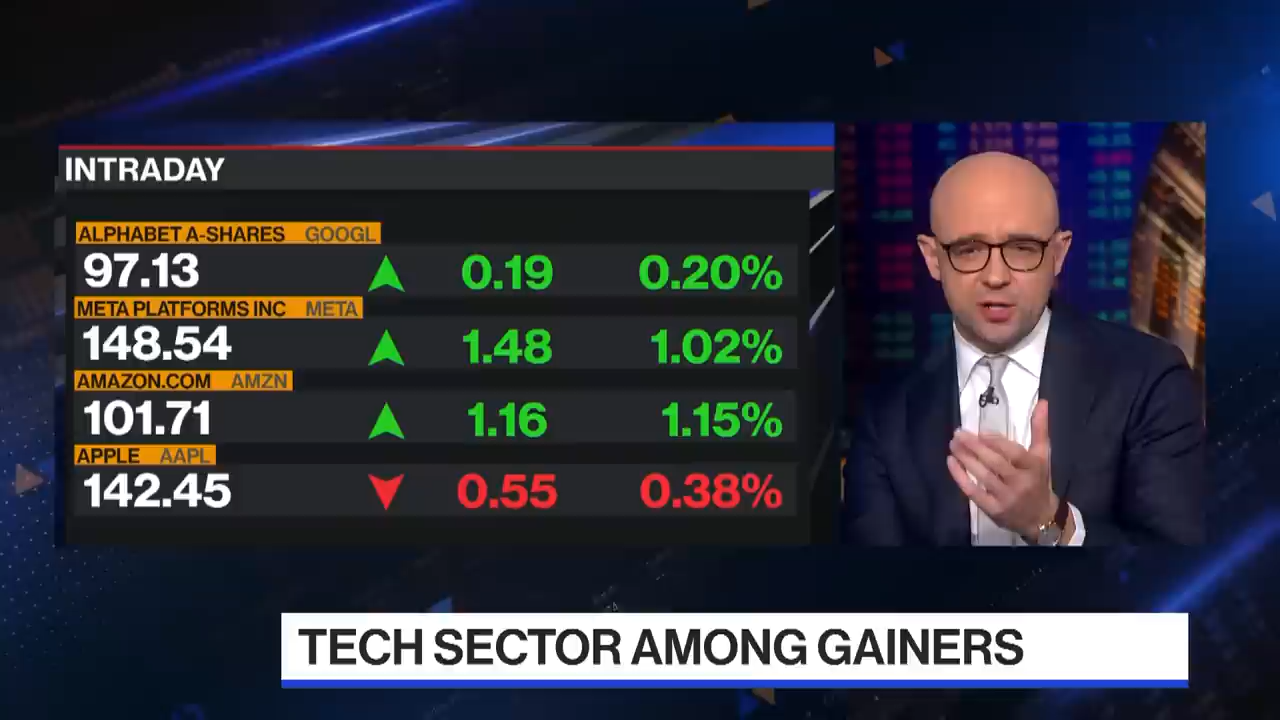 INTRADAY
ALPHABET A-SHARES GOOGL
97.13 0.19 0.20%
META PLATFORMS INC META
148.54 1.48 1.02%
AMAZON.COM AMZN
101.71 1.16 1.15%
APPLE AAPL
142.45 0.55 0.38%
TECH SECTOR AMONG GAINERS